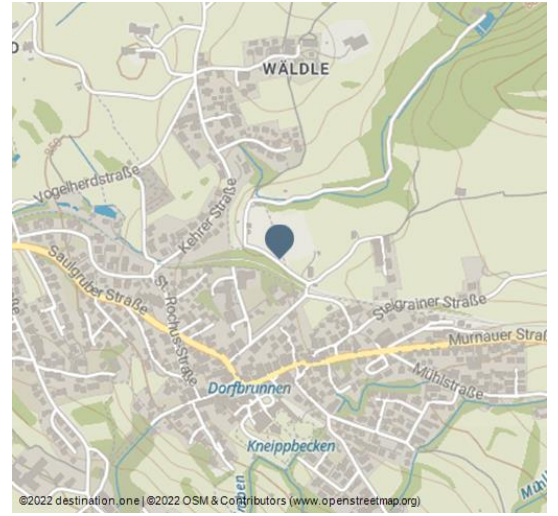 WÄLDLE
Vogelherdstraße
Kehrer Straße
Saulgruber Straße
St.-Rochus-Straße
Steigrainer Straße
Murnauer Straß
Mühlstraße
Dorfbrunnen
Kneippbecken
©2022 destination.one | ©2022 OSM & Contributors (www.openstreetmap.org)